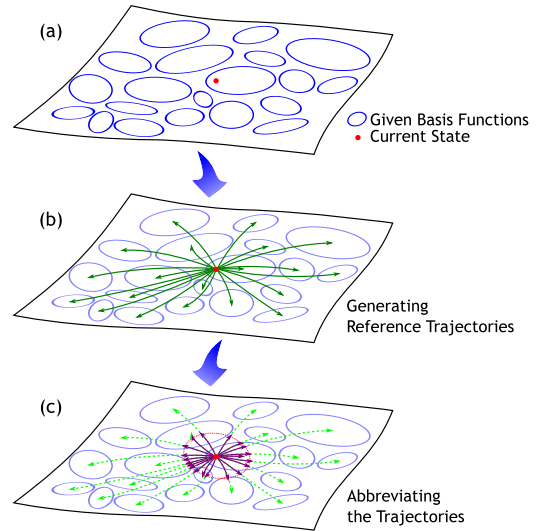 (a)
Given Basis Functions
Current State
(b)
Generating
Reference Trajectories
(c)
Abbreviating
the Trajectories